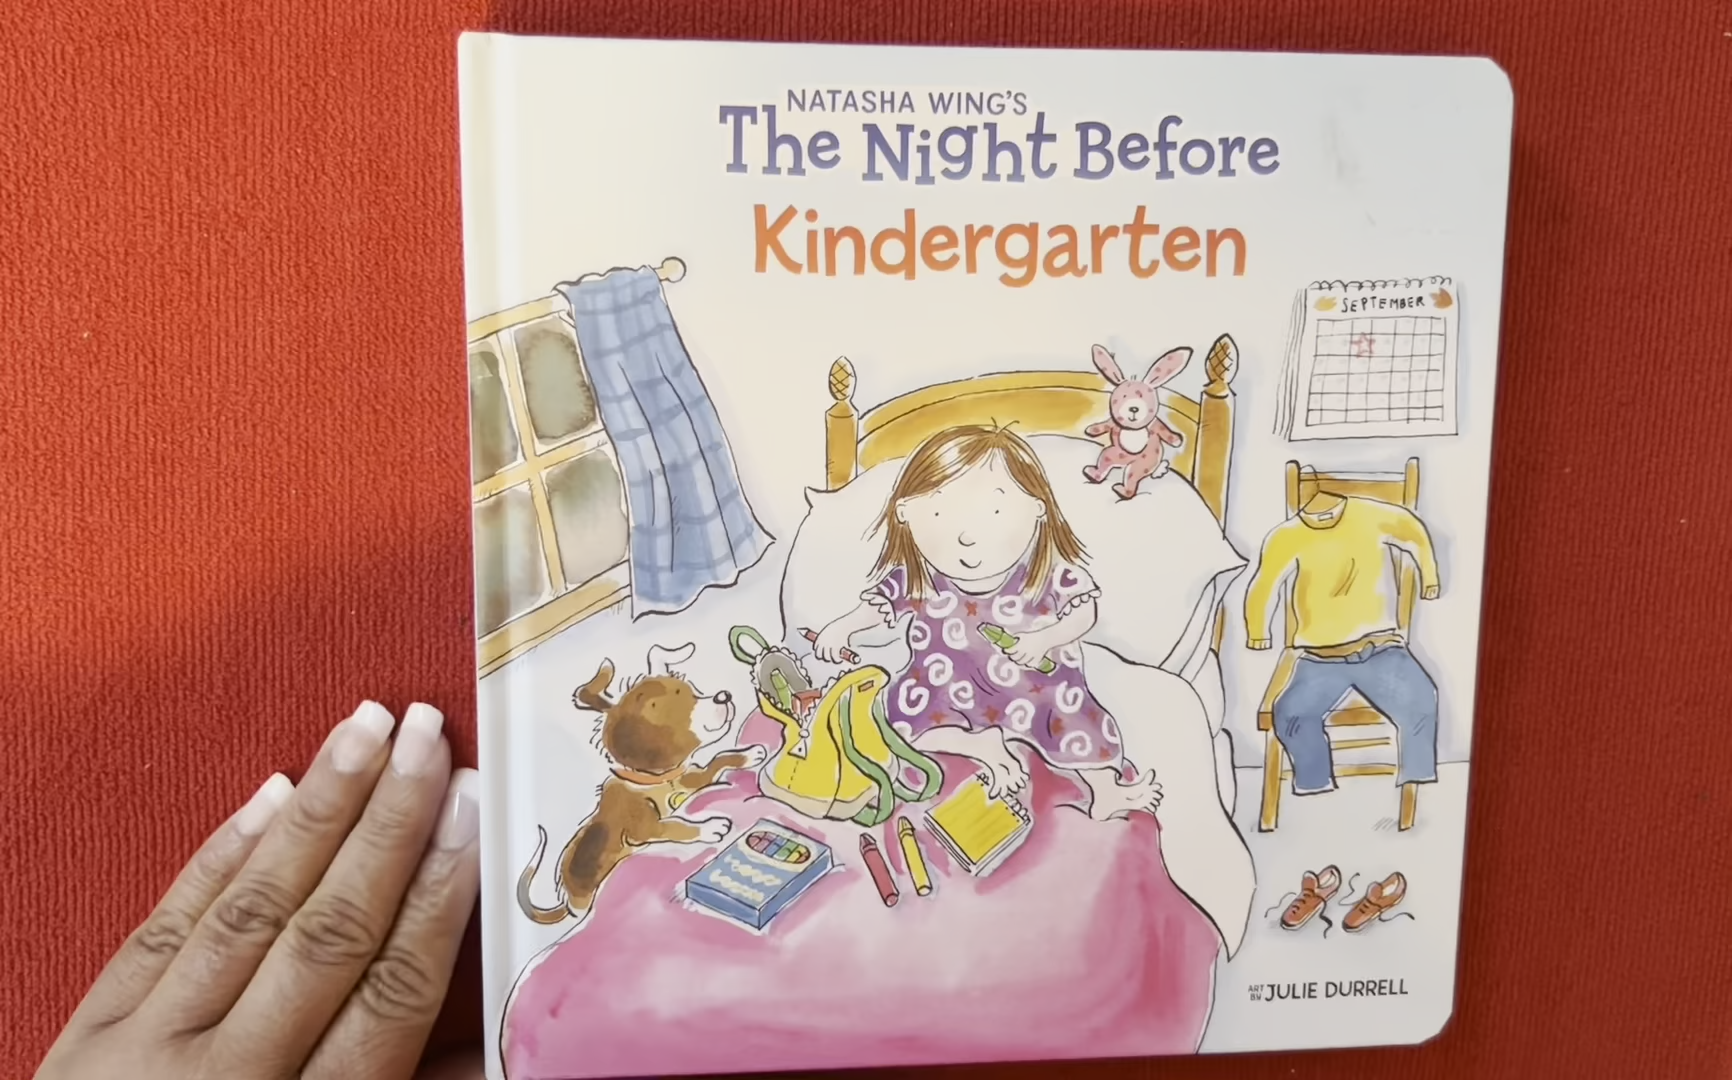 NATASHA WING'S
The Night Before
Kindergarten
SEPTEMBER
ART BY JULIE DURRELL